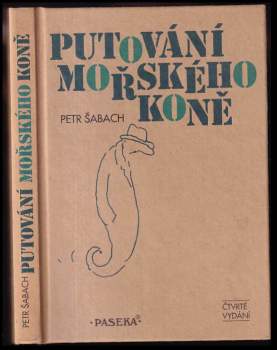 PETR ŠABACH PUTOVÁNÍ MOŘSKÉHO KONĚ
PUTOVÁNÍ
MOŘSKÉHO
KONĚ
PETR ŠABACH
ČTVRTÉ
VYDÁNÍ
·PASEKA·